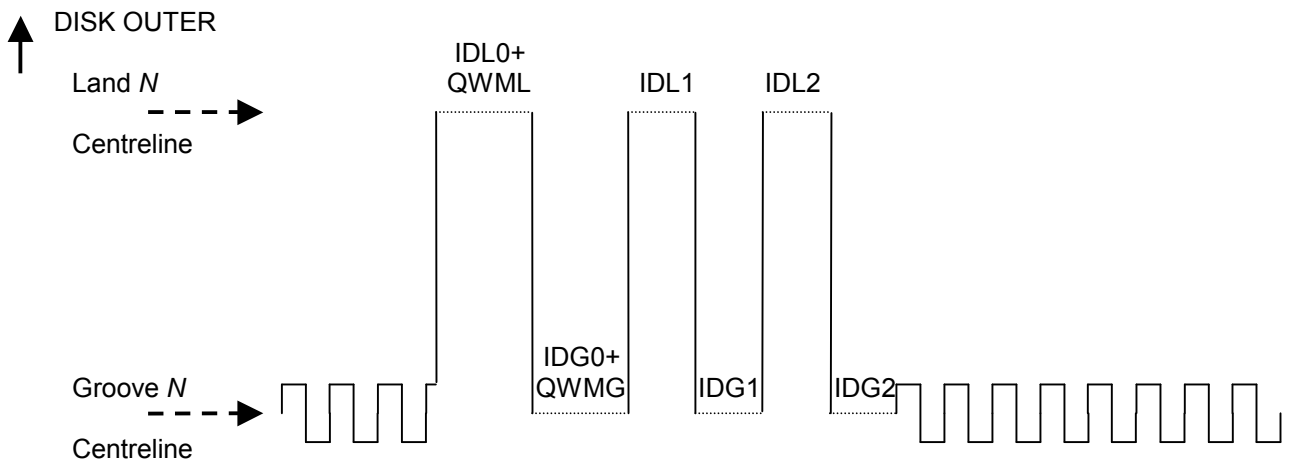 DISK OUTER
IDL0+
QWML
IDL1
IDL2
Land N
Centreline
IDG0+
QWMG
IDG1
IDG2
Groove N
Centreline